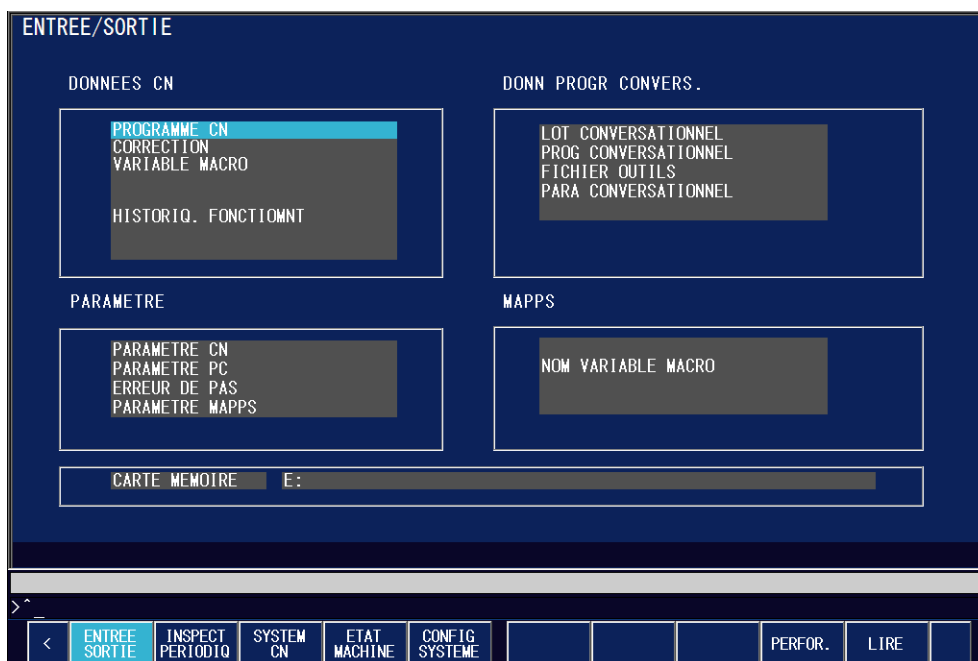 ENTREE/SORTIE
DONNEES CN
PROGRAMME CN
CORRECTION
VARIABLE MACRO
HISTORIQ. FONCTIOMNT
DONN PROGR CONVERS.
LOT CONVERSATIONNEL
PROG CONVERSATIONNEL
FICHIER OUTILS
PARA CONVERSATIONNEL
PARAMETRE
PARAMETRE CN
PARAMETRE PC
ERREUR DE PAS
PARAMETRE MAPPS
MAPPS
NOM VARIABLE MACRO
CARTE MEMOIRE E:
>^_
<
ENTREE
SORTIE
INSPECT
PERIODIQ
SYSTEM
CN
ETAT
MACHINE
CONFIG
SYSTEME
PERFOR.
LIRE